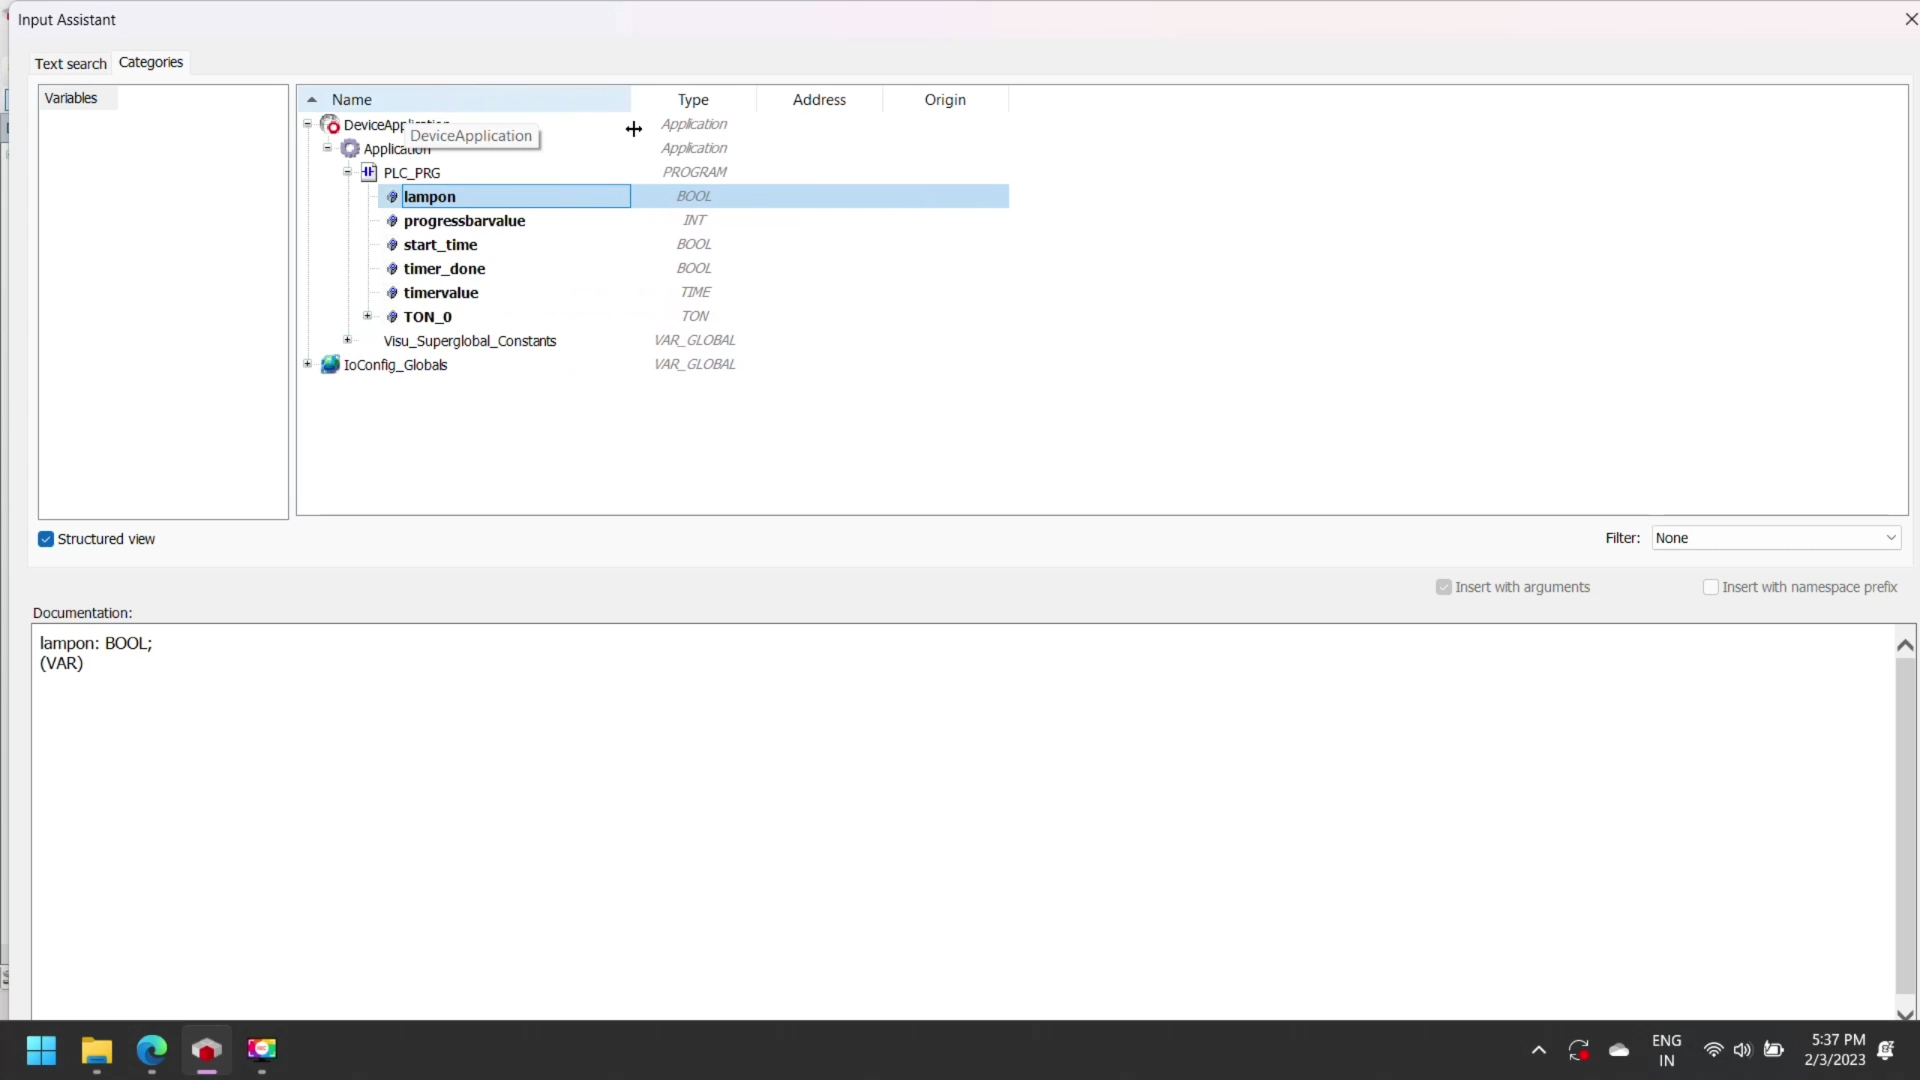 Input Assistant
Text search Categories
Variables
Name Type Address Origin
DeviceApplication Application
DeviceApplication
Application Application
PLC_PRG PROGRAM
lampon BOOL
progressbarvalue INT
start_time BOOL
timer_done BOOL
timervalue TIME
TON_0 TON
Visu_Superglobal_Constants VAR_GLOBAL
IoConfig_Globals VAR_GLOBAL
Structured view Filter: None
Insert with arguments Insert with namespace prefix
Documentation:
lampon: BOOL;
(VAR)
ENG
IN
5:37 PM
2/3/2023